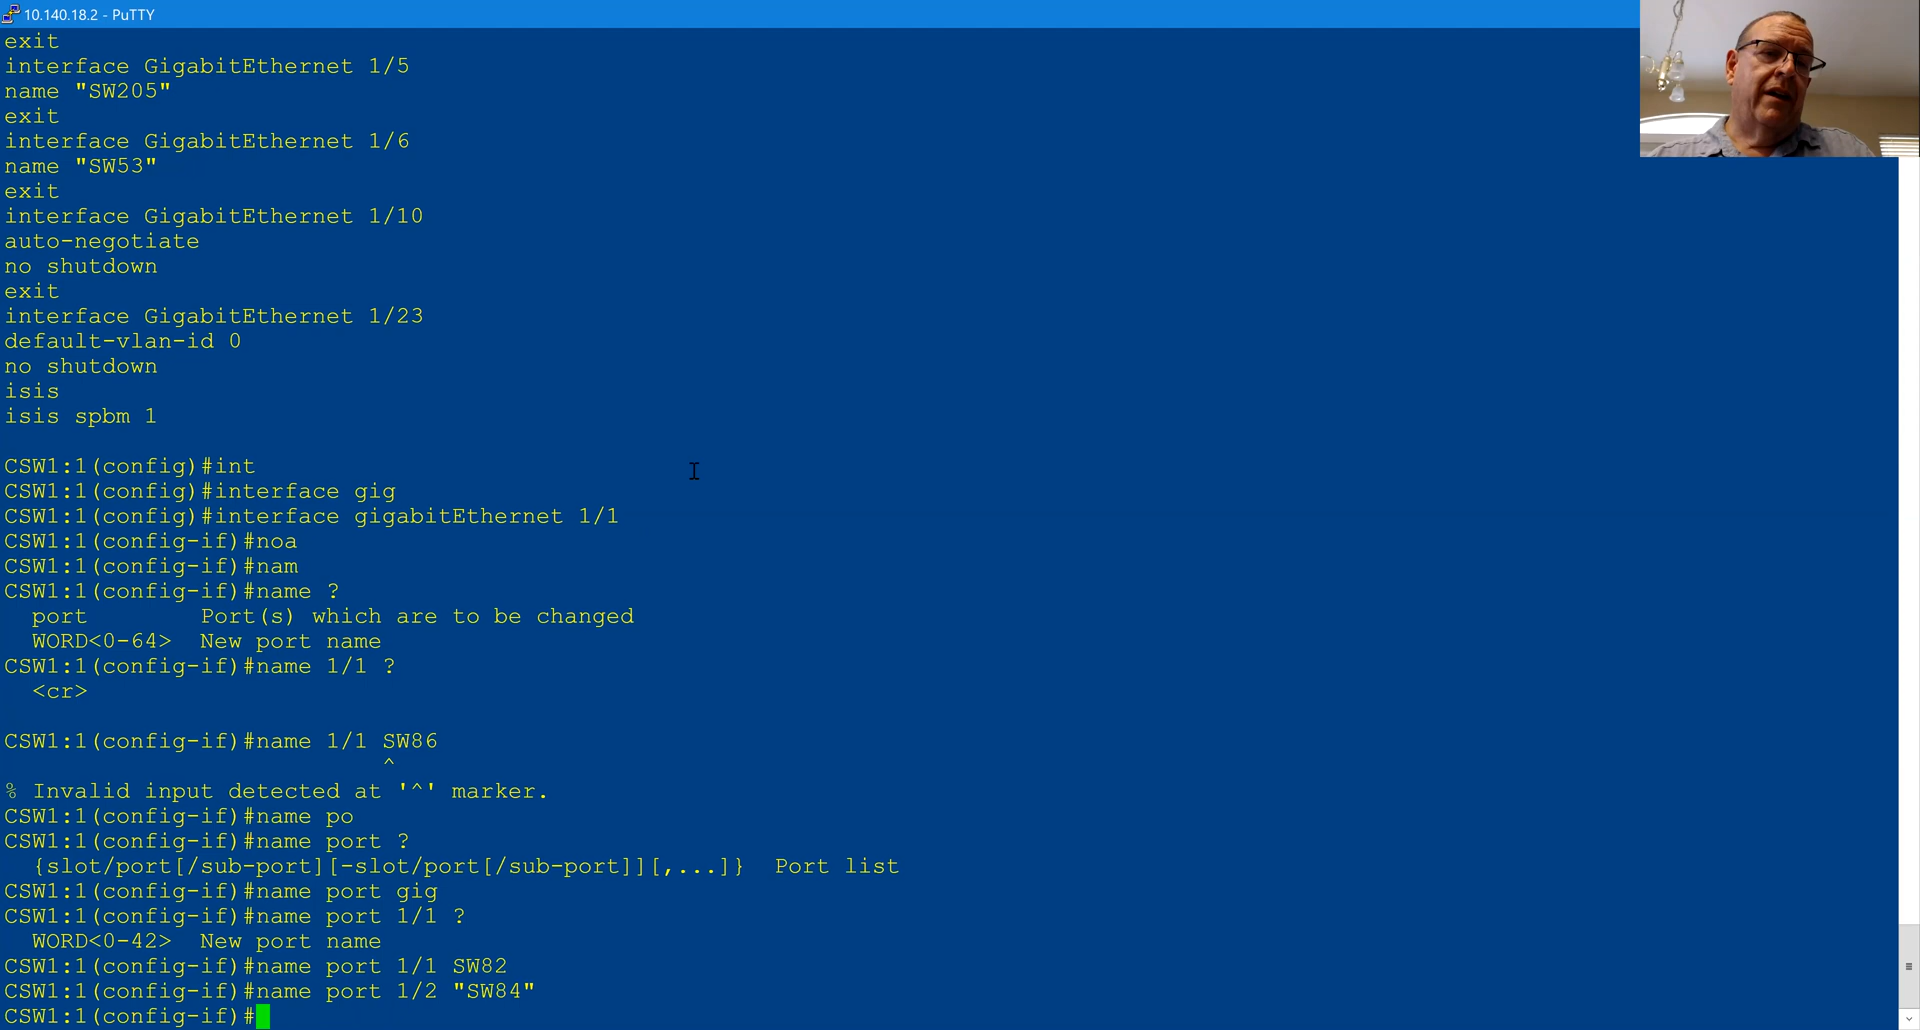 10.140.18.2 - PuTTY
exit
interface GigabitEthernet 1/5
name "SW205"
exit
interface GigabitEthernet 1/6
name "SW53"
exit
interface GigabitEthernet 1/10
auto-negotiate
no shutdown
exit
interface GigabitEthernet 1/23
default-vlan-id 0
no shutdown
isis
isis spbm 1
CSW1:1(config)#int
CSW1:1(config)#interface gig
CSW1:1(config)#interface gigabitEthernet 1/1
CSW1:1(config-if)#noa
CSW1:1(config-if)#nam
CSW1:1(config-if)#name ?
port Port(s) which are to be changed
WORD<0-64> New port name
CSW1:1(config-if)#name 1/1 ?
<cr>
CSW1:1(config-if)#name 1/1 SW86
^
% Invalid input detected at '^' marker.
CSW1:1(config-if)#name po
CSW1:1(config-if)#name port ?
{slot/port[/sub-port][-slot/port[/sub-port]][,...]} Port list
CSW1:1(config-if)#name port gig
CSW1:1(config-if)#name port 1/1 ?
WORD<0-42> New port name
CSW1:1(config-if)#name port 1/1 SW82
CSW1:1(config-if)#name port 1/2 "SW84"
CSW1:1(config-if)#